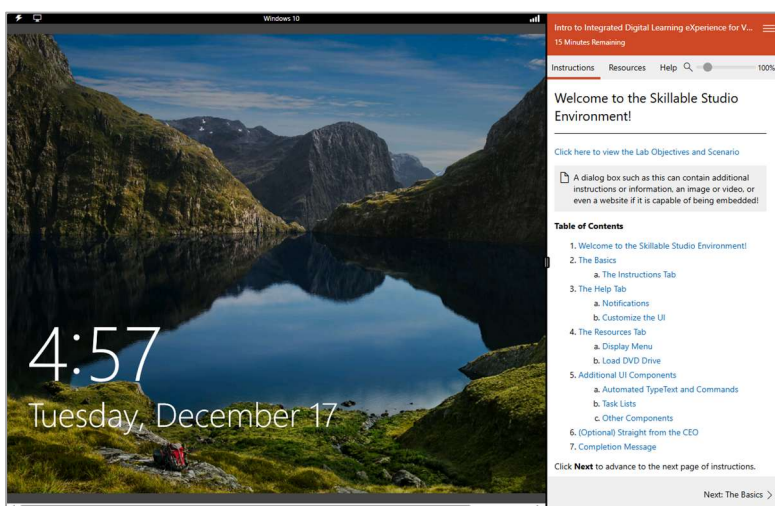 Windows 10
4:57
Tuesday, December 17
Intro to Integrated Digital Learning eXperience for V...
15 Minutes Remaining
Instructions Resources Help 100%
Welcome to the Skillable Studio
Environment!
Click here to view the Lab Objectives and Scenario
A dialog box such as this can contain additional
instructions or information, an image or video, or
even a website if it is capable of being embedded!
Table of Contents
1. Welcome to the Skillable Studio Environment!
2. The Basics
a. The Instructions Tab
3. The Help Tab
a. Notifications
b. Customize the UI
4. The Resources Tab
a. Display Menu
b. Load DVD Drive
5. Additional UI Components
a. Automated TypeText and Commands
b. Task Lists
c. Other Components
6. (Optional) Straight from the CEO
7. Completion Message
Click Next to advance to the next page of instructions.
Next: The Basics